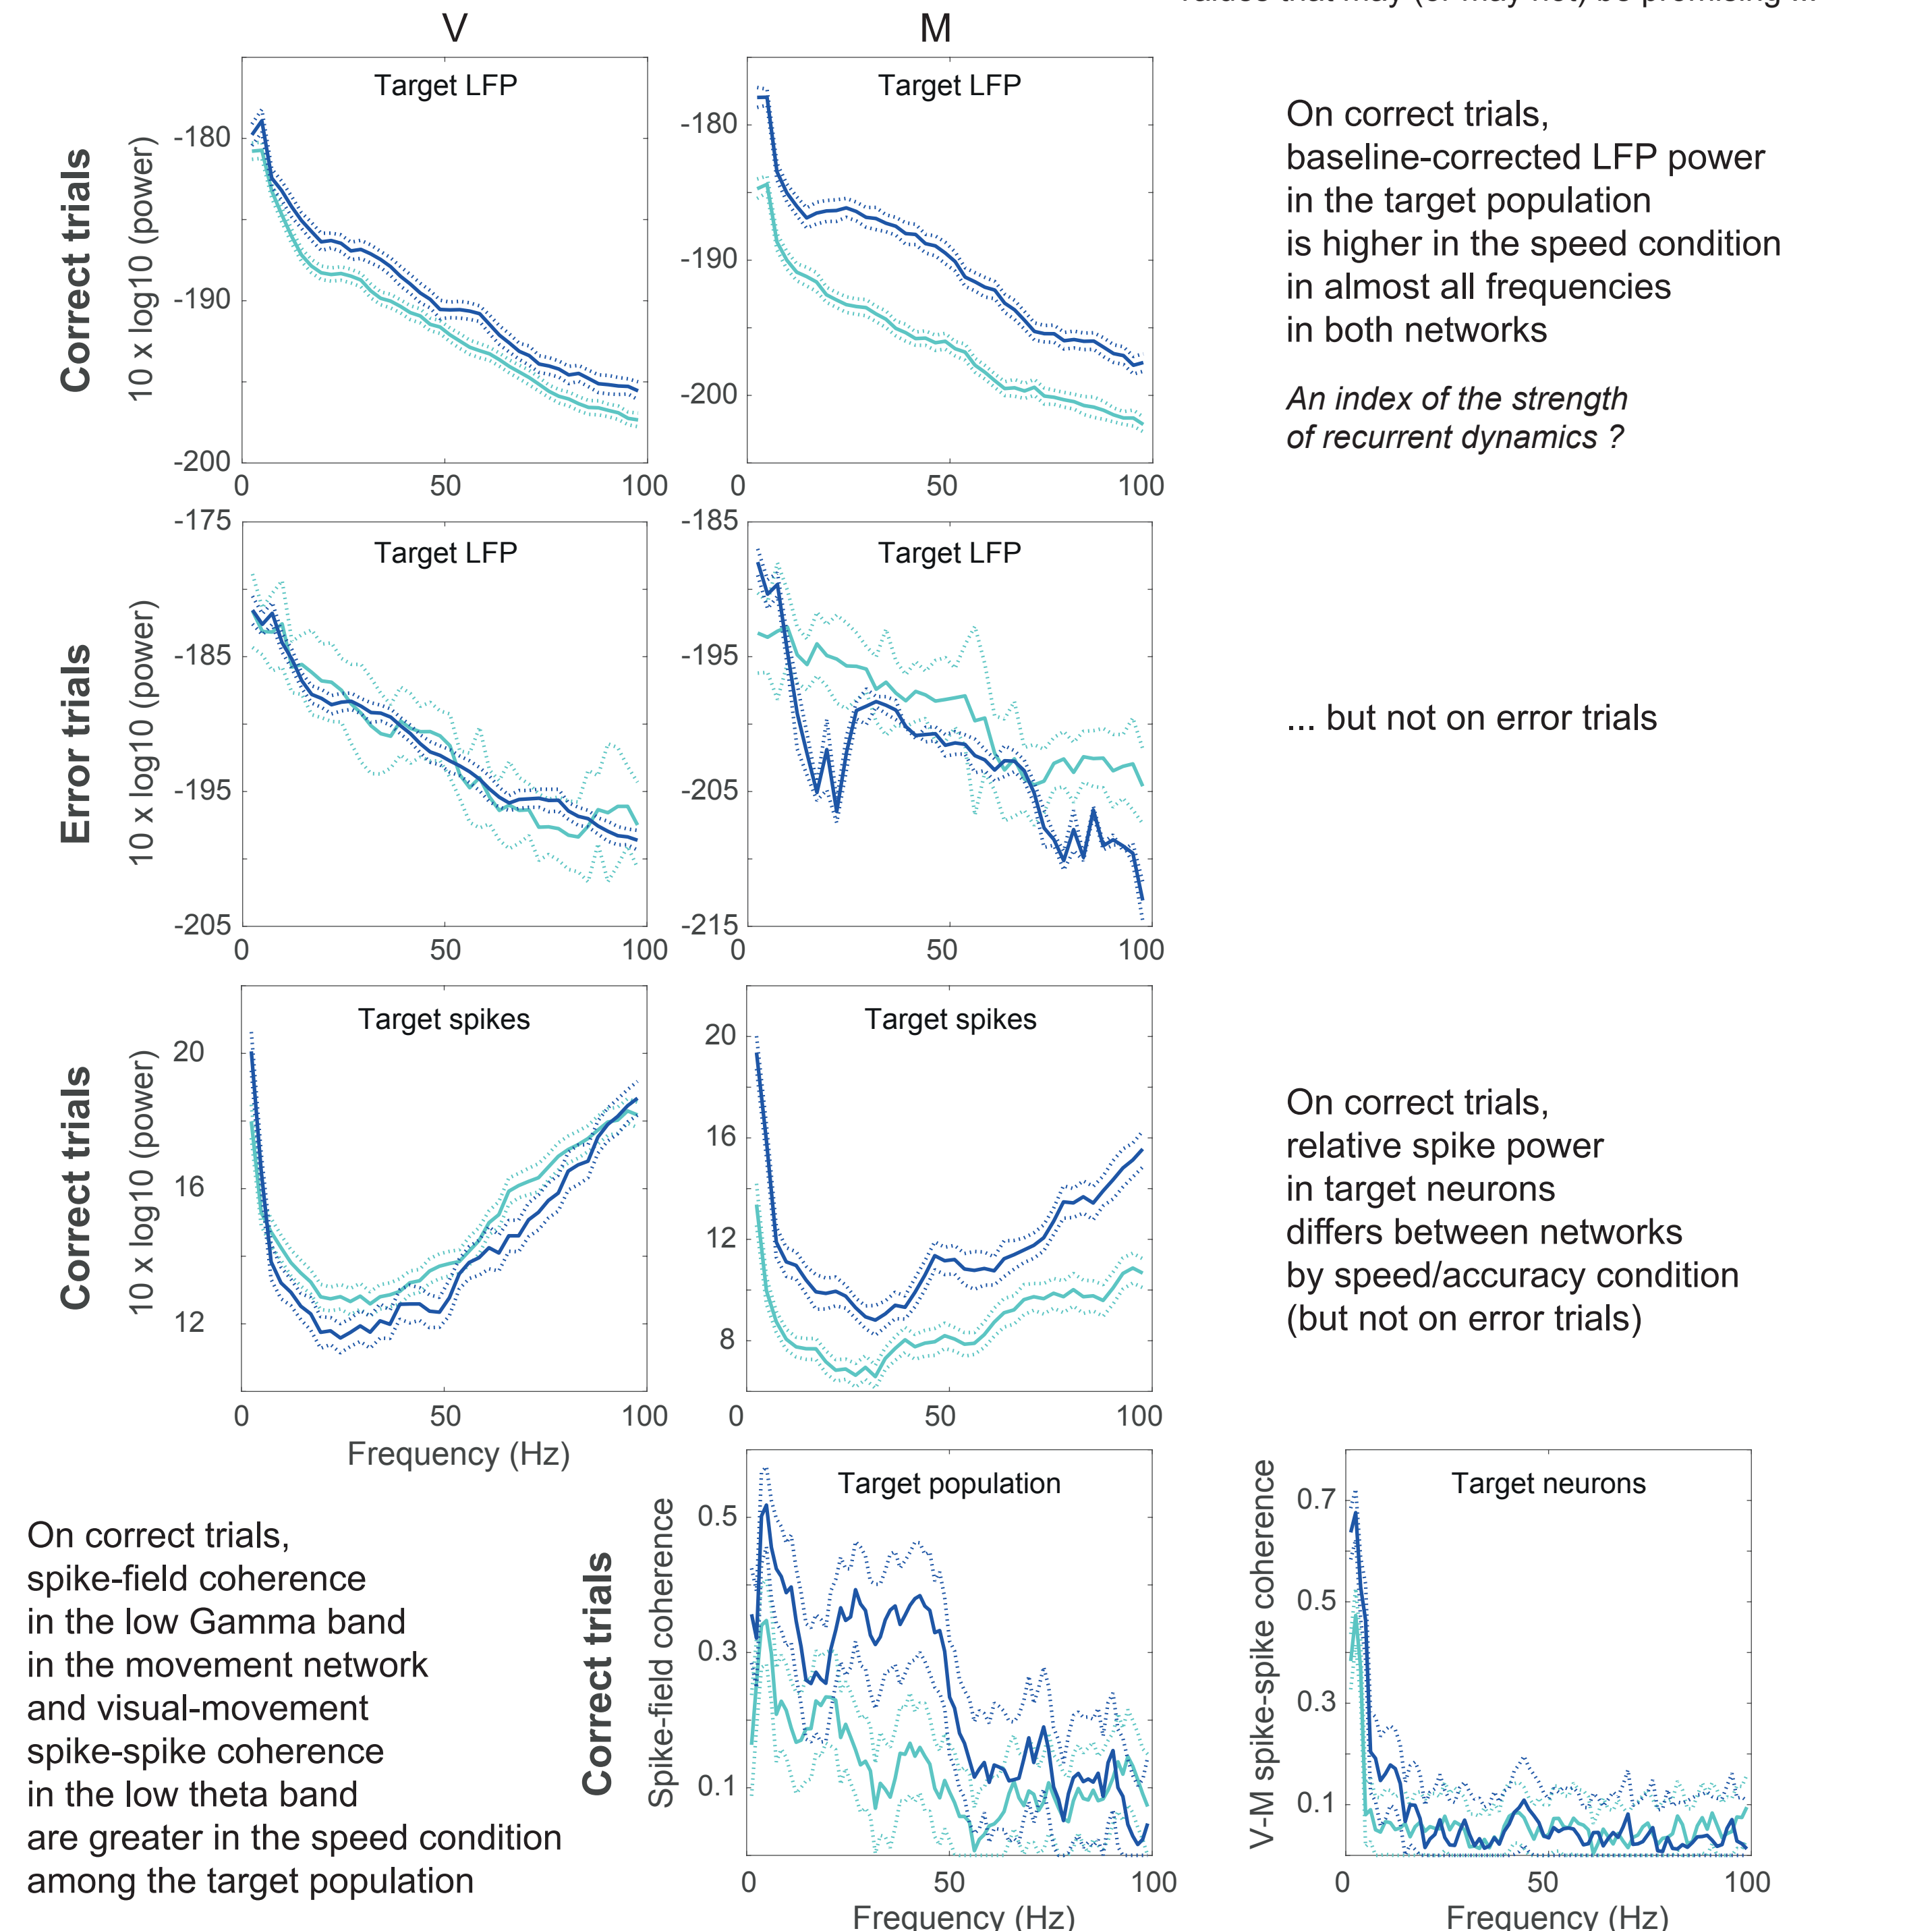 values that may (or may not) be promising ...
V
M
Correct trials
10 x log10 (power)
Target LFP
-180
-190
-200
0
50
100
Target LFP
-180
-190
-200
0
50
100
On correct trials,
baseline-corrected LFP power
in the target population
is higher in the speed condition
in almost all frequencies
in both networks
An index of the strength
of recurrent dynamics ?
Error trials
10 x log10 (power)
Target LFP
-175
-185
-195
-205
0
50
100
Target LFP
-185
-195
-205
-215
0
50
100
... but not on error trials
Correct trials
10 x log10 (power)
Target spikes
20
16
12
0
50
100
Frequency (Hz)
Target spikes
20
16
12
8
0
50
100
On correct trials,
relative spike power
in target neurons
differs between networks
by speed/accuracy condition
(but not on error trials)
On correct trials,
spike-field coherence
in the low Gamma band
in the movement network
and visual-movement
spike-spike coherence
in the low theta band
are greater in the speed condition
among the target population
Correct trials
Spike-field coherence
Target population
0.5
0.3
0.1
0
50
100
Frequency (Hz)
V-M spike-spike coherence
Target neurons
0.7
0.5
0.3
0.1
0
50
100
Frequency (Hz)